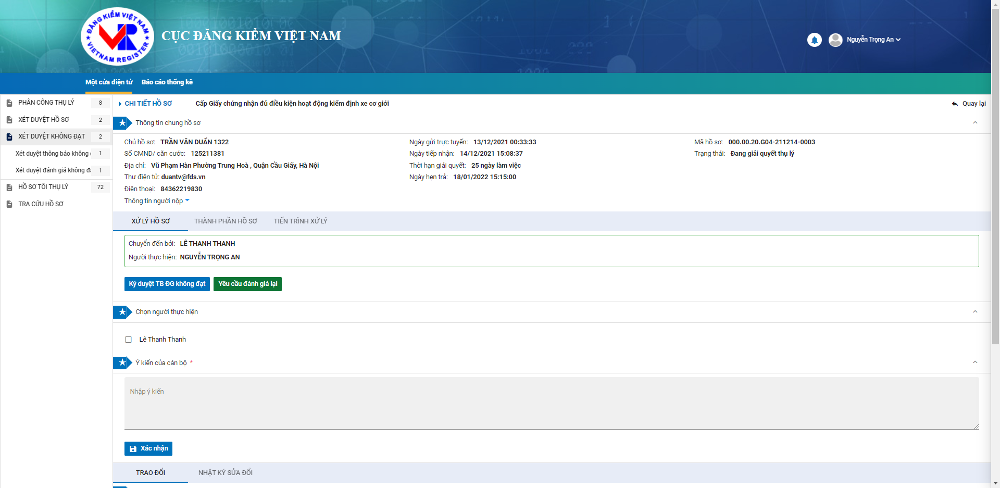 ĐĂNG KIỂM VIỆT NAM
VIETNAM REGISTER
CỤC ĐĂNG KIỂM VIỆT NAM
Nguyễn Trọng An
Một cửa điện tử
Báo cáo thống kê
PHÂN CÔNG THỤ LÝ 8
XÉT DUYỆT HỒ SƠ 2
XÉT DUYỆT KHÔNG ĐẠT 2
Xét duyệt thông báo không 1
Xét duyệt đánh giá không 1
HỒ SƠ TÔI THỤ LÝ 72
TRA CỨU HỒ SƠ
CHI TIẾT HỒ SƠ
Cấp Giấy chứng nhận đủ điều kiện hoạt động kiểm định xe cơ giới
Quay lại
Thông tin chung hồ sơ
Chủ hồ sơ: TRẦN VĂN DUẨN 1322
Số CMND/ căn cước: 125211381
Địa chỉ: Vũ Phạm Hàn Phường Trung Hoà , Quận Cầu Giấy, Hà Nội
Thư điện tử: duantv@fds.vn
Điện thoại: 84362219830
Thông tin người nộp
Ngày gửi trực tuyến: 13/12/2021 00:33:33
Ngày tiếp nhận: 14/12/2021 15:08:37
Thời hạn giải quyết: 25 ngày làm việc
Ngày hẹn trả: 18/01/2022 15:15:00
Mã hồ sơ: 000.00.20.G04-211214-0003
Trạng thái: Đang giải quyết thụ lý
XỬ LÝ HỒ SƠ
THÀNH PHẦN HỒ SƠ
TIẾN TRÌNH XỬ LÝ
Chuyển đến bởi: LÊ THANH THANH
Người thực hiện: NGUYỄN TRỌNG AN
Ký duyệt TB ĐG không đạt
Yêu cầu đánh giá lại
Chọn người thực hiện
Lê Thanh Thanh
Ý kiến của cán bộ *
Nhập ý kiến
Xác nhận
TRAO ĐỔI
NHẬT KÝ SỬA ĐỔI